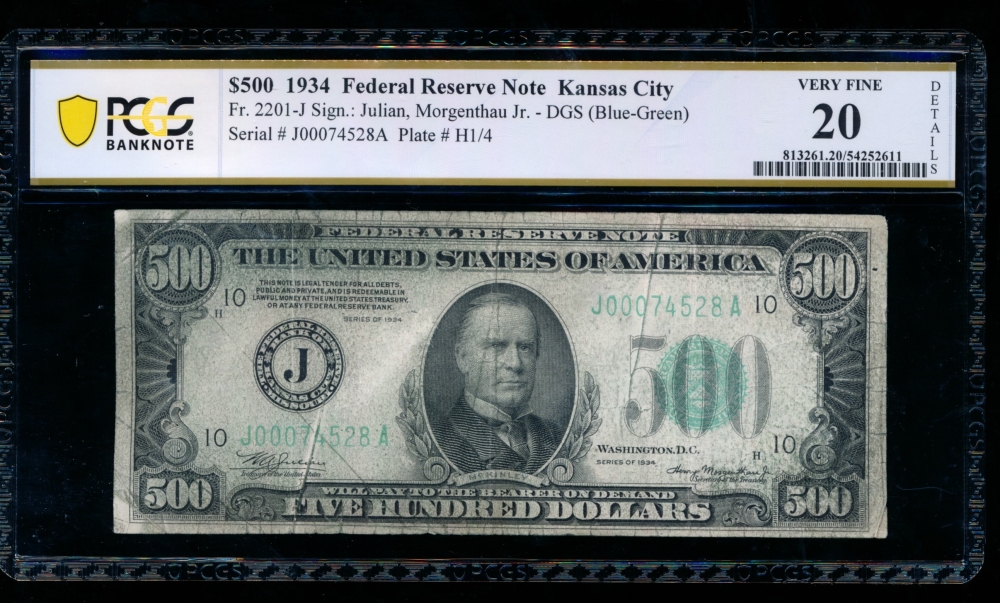 PCGS
BANKNOTE
$500 1934 Federal Reserve Note Kansas City
Fr. 2201-J Sign.: Julian, Morgenthau Jr. - DGS (Blue-Green)
Serial # J00074528A Plate # H1/4
VERY FINE
20
813261.20/54252611
DETAILS
FEDERAL RESERVE NOTE
500
THE UNITED STATES OF AMERICA
500
THIS NOTE IS LEGAL TENDER FOR ALL DEBTS,
PUBLIC AND PRIVATE, AND IS REDEEMABLE IN
LAWFUL MONEY AT THE UNITED STATES TREASURY,
OR AT ANY FEDERAL RESERVE BANK.
10
H
SERIES OF 1934
J00074528A 10
J
500
10 J00074528A
WASHINGTON, D.C.
H 10
SERIES OF 1934
McKINLEY
500
WILL PAY TO THE BEARER ON DEMAND
FIVE HUNDRED DOLLARS
500